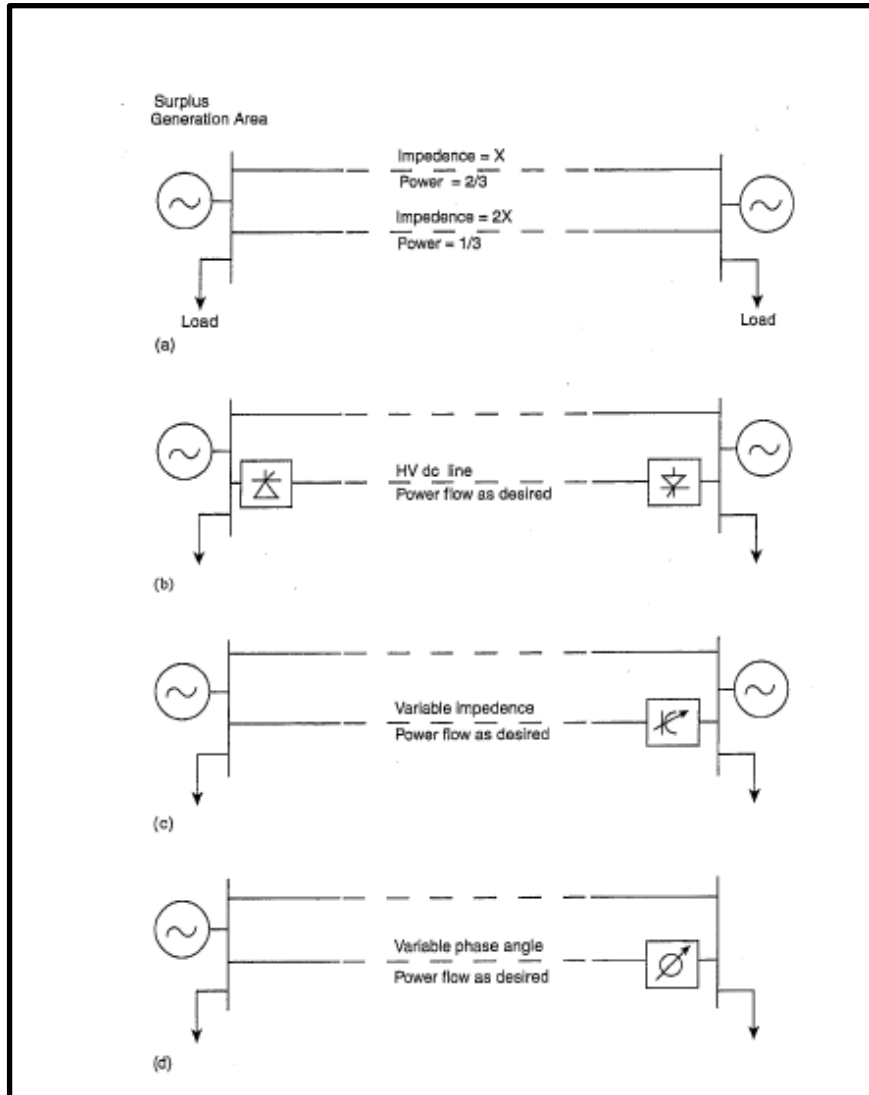 Surplus
Generation Area
Impedence = X
Power = 2/3
Impedence = 2X
Power = 1/3
Load
Load
(a)
HV dc line
Power flow as desired
(b)
Variable impedence
Power flow as desired
(c)
Variable phase angle
Power flow as desired
(d)